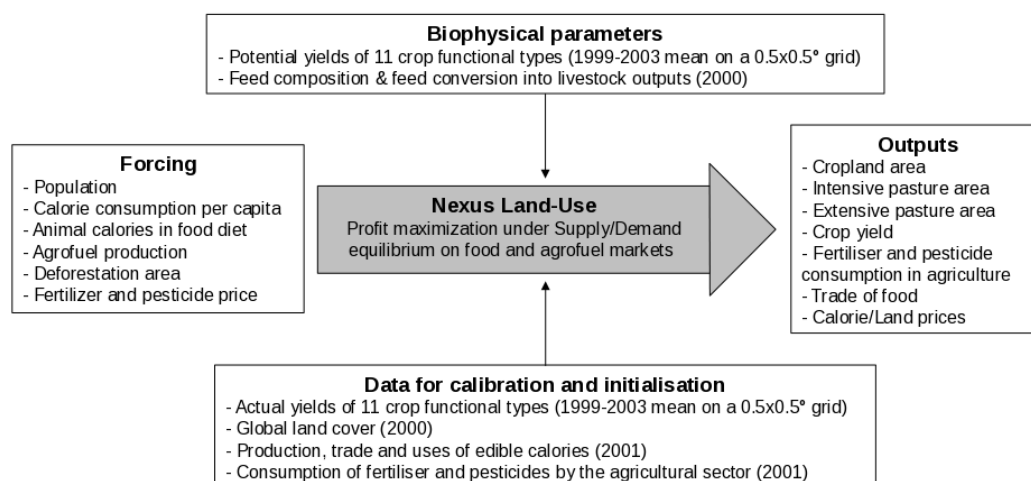 Biophysical parameters
- Potential yields of 11 crop functional types (1999-2003 mean on a 0.5x0.5° grid)
- Feed composition & feed conversion into livestock outputs (2000)
Forcing
- Population
- Calorie consumption per capita
- Animal calories in food diet
- Agrofuel production
- Deforestation area
- Fertilizer and pesticide price
Nexus Land-Use
Profit maximization under Supply/Demand
equilibrium on food and agrofuel markets
Outputs
- Cropland area
- Intensive pasture area
- Extensive pasture area
- Crop yield
- Fertiliser and pesticide
consumption in agriculture
- Trade of food
- Calorie/Land prices
Data for calibration and initialisation
- Actual yields of 11 crop functional types (1999-2003 mean on a 0.5x0.5° grid)
- Global land cover (2000)
- Production, trade and uses of edible calories (2001)
- Consumption of fertiliser and pesticides by the agricultural sector (2001)